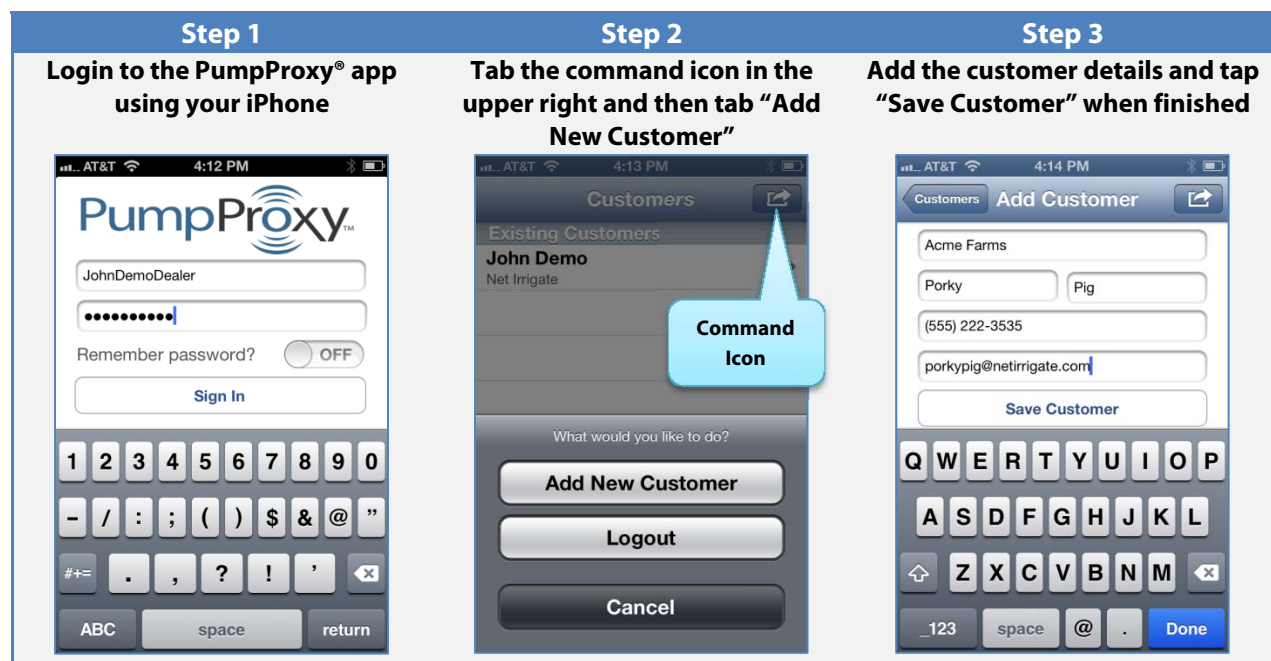 Step 1
Login to the PumpProxy® app
using your iPhone
AT&T 4:12 PM
PumpProxy™
JohnDemoDealer
••••••••••
Remember password? OFF
Sign In
1 2 3 4 5 6 7 8 9 0
- / : ; ( ) $ & @ ”
#+= . , ? ! ’
ABC space return
Step 2
Tab the command icon in the
upper right and then tab “Add
New Customer”
AT&T 4:13 PM
Customers
Existing Customers
John Demo
Net Irrigate
Command
Icon
What would you like to do?
Add New Customer
Logout
Cancel
Step 3
Add the customer details and tap
“Save Customer” when finished
AT&T 4:14 PM
Customers Add Customer
Acme Farms
Porky Pig
(555) 222-3535
porkypig@netirrigate.com
Save Customer
Q W E R T Y U I O P
A S D F G H J K L
Z X C V B N M
_123 space @ . Done